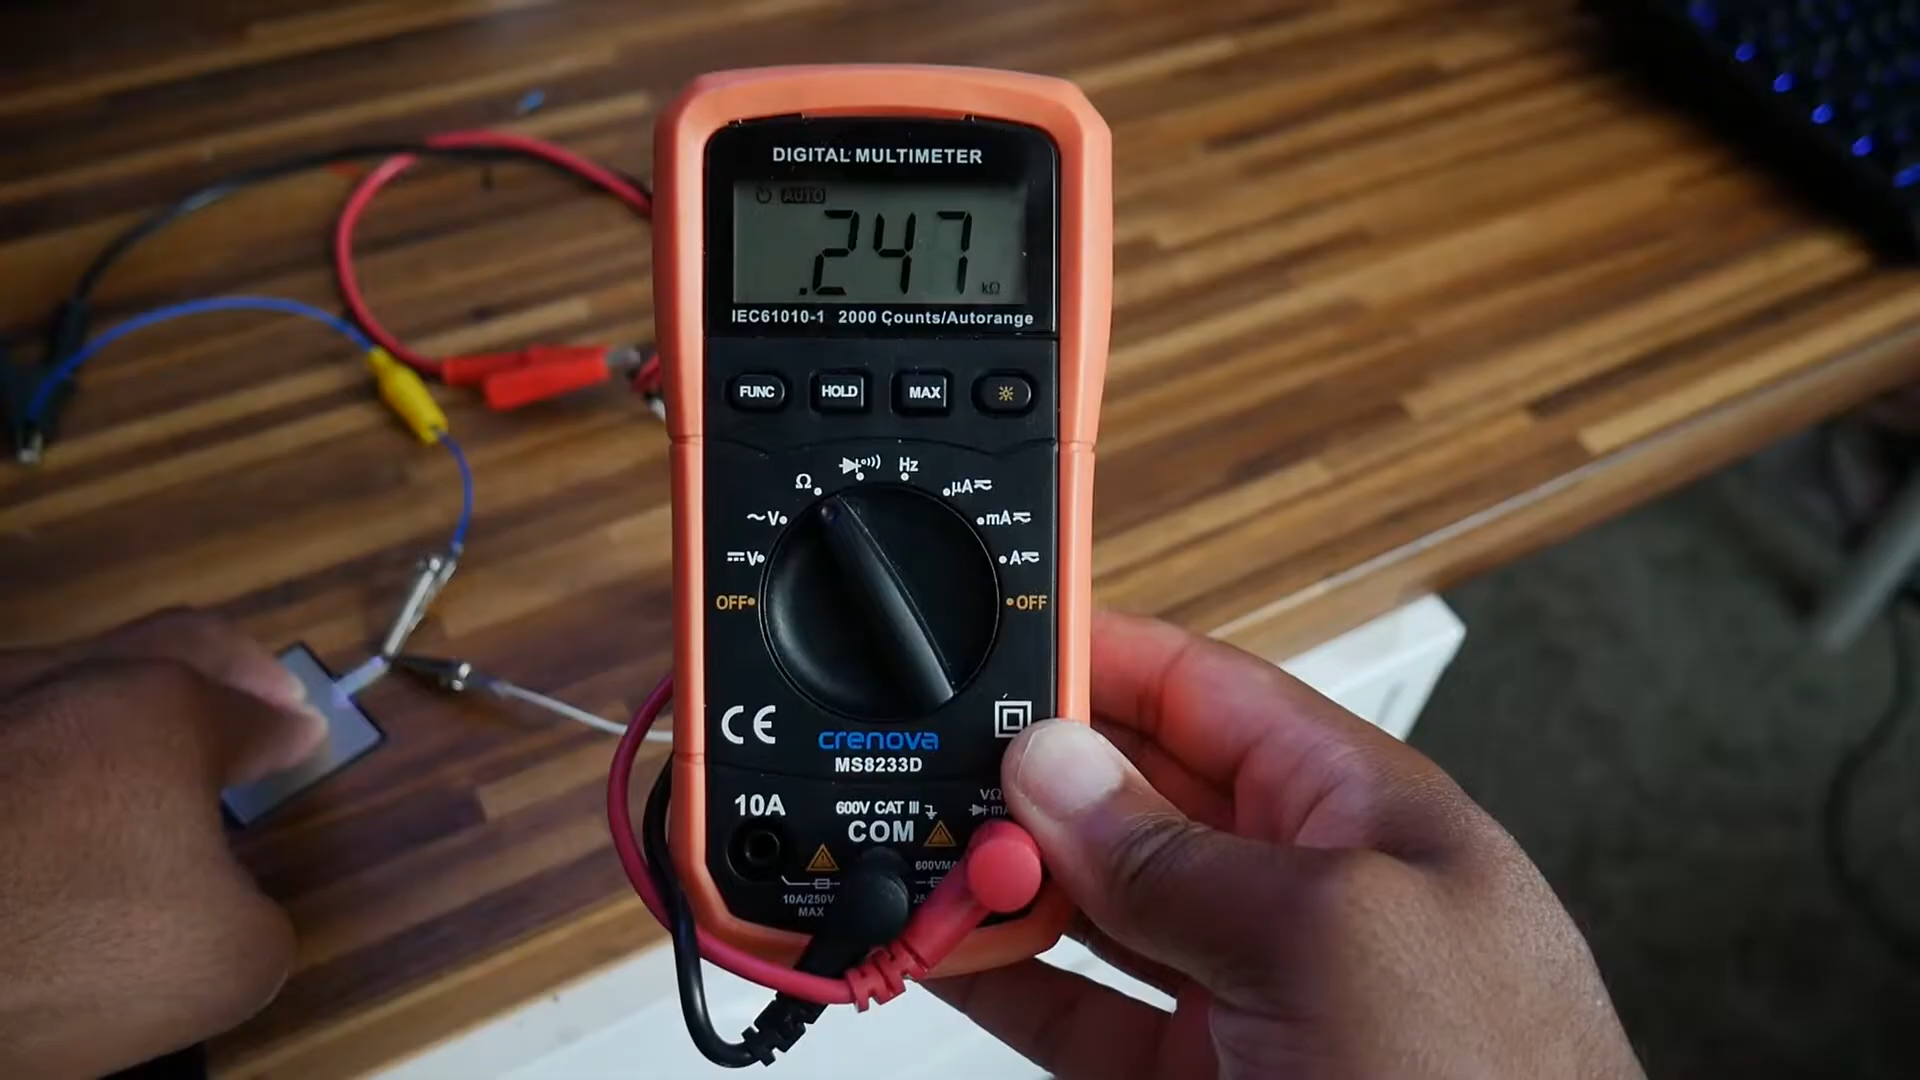 DIGITAL MULTIMETER
AUTO
.247 kΩ
IEC61010-1 2000 Counts/Autorange
FUNC HOLD MAX
Hz
Ω μA
~V mA
V A
OFF OFF
CE
crenova
MS8233D
10A 600V CAT III VΩ
COM
10A/250V
MAX